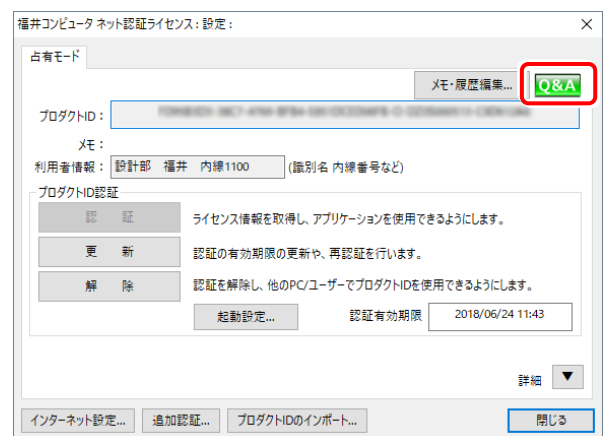 福井コンピュータ ネット認証ライセンス : 設定 :
占有モード
メモ・履歴編集... Q&A
プロダクトID :
メモ :
利用者情報 : 設計部 福井 内線1100 (識別名 内線番号など)
プロダクトID認証
認 証 ライセンス情報を取得し、アプリケーションを使用できるようにします。
更 新 認証の有効期限の更新や、再認証を行います。
解 除 認証を解除し、他のPC/ユーザーでプロダクトIDを使用できるようにします。
起動設定... 認証有効期限 2018/06/24 11:43
詳細 ▼
インターネット設定... 追加認証... プロダクトIDのインポート... 閉じる